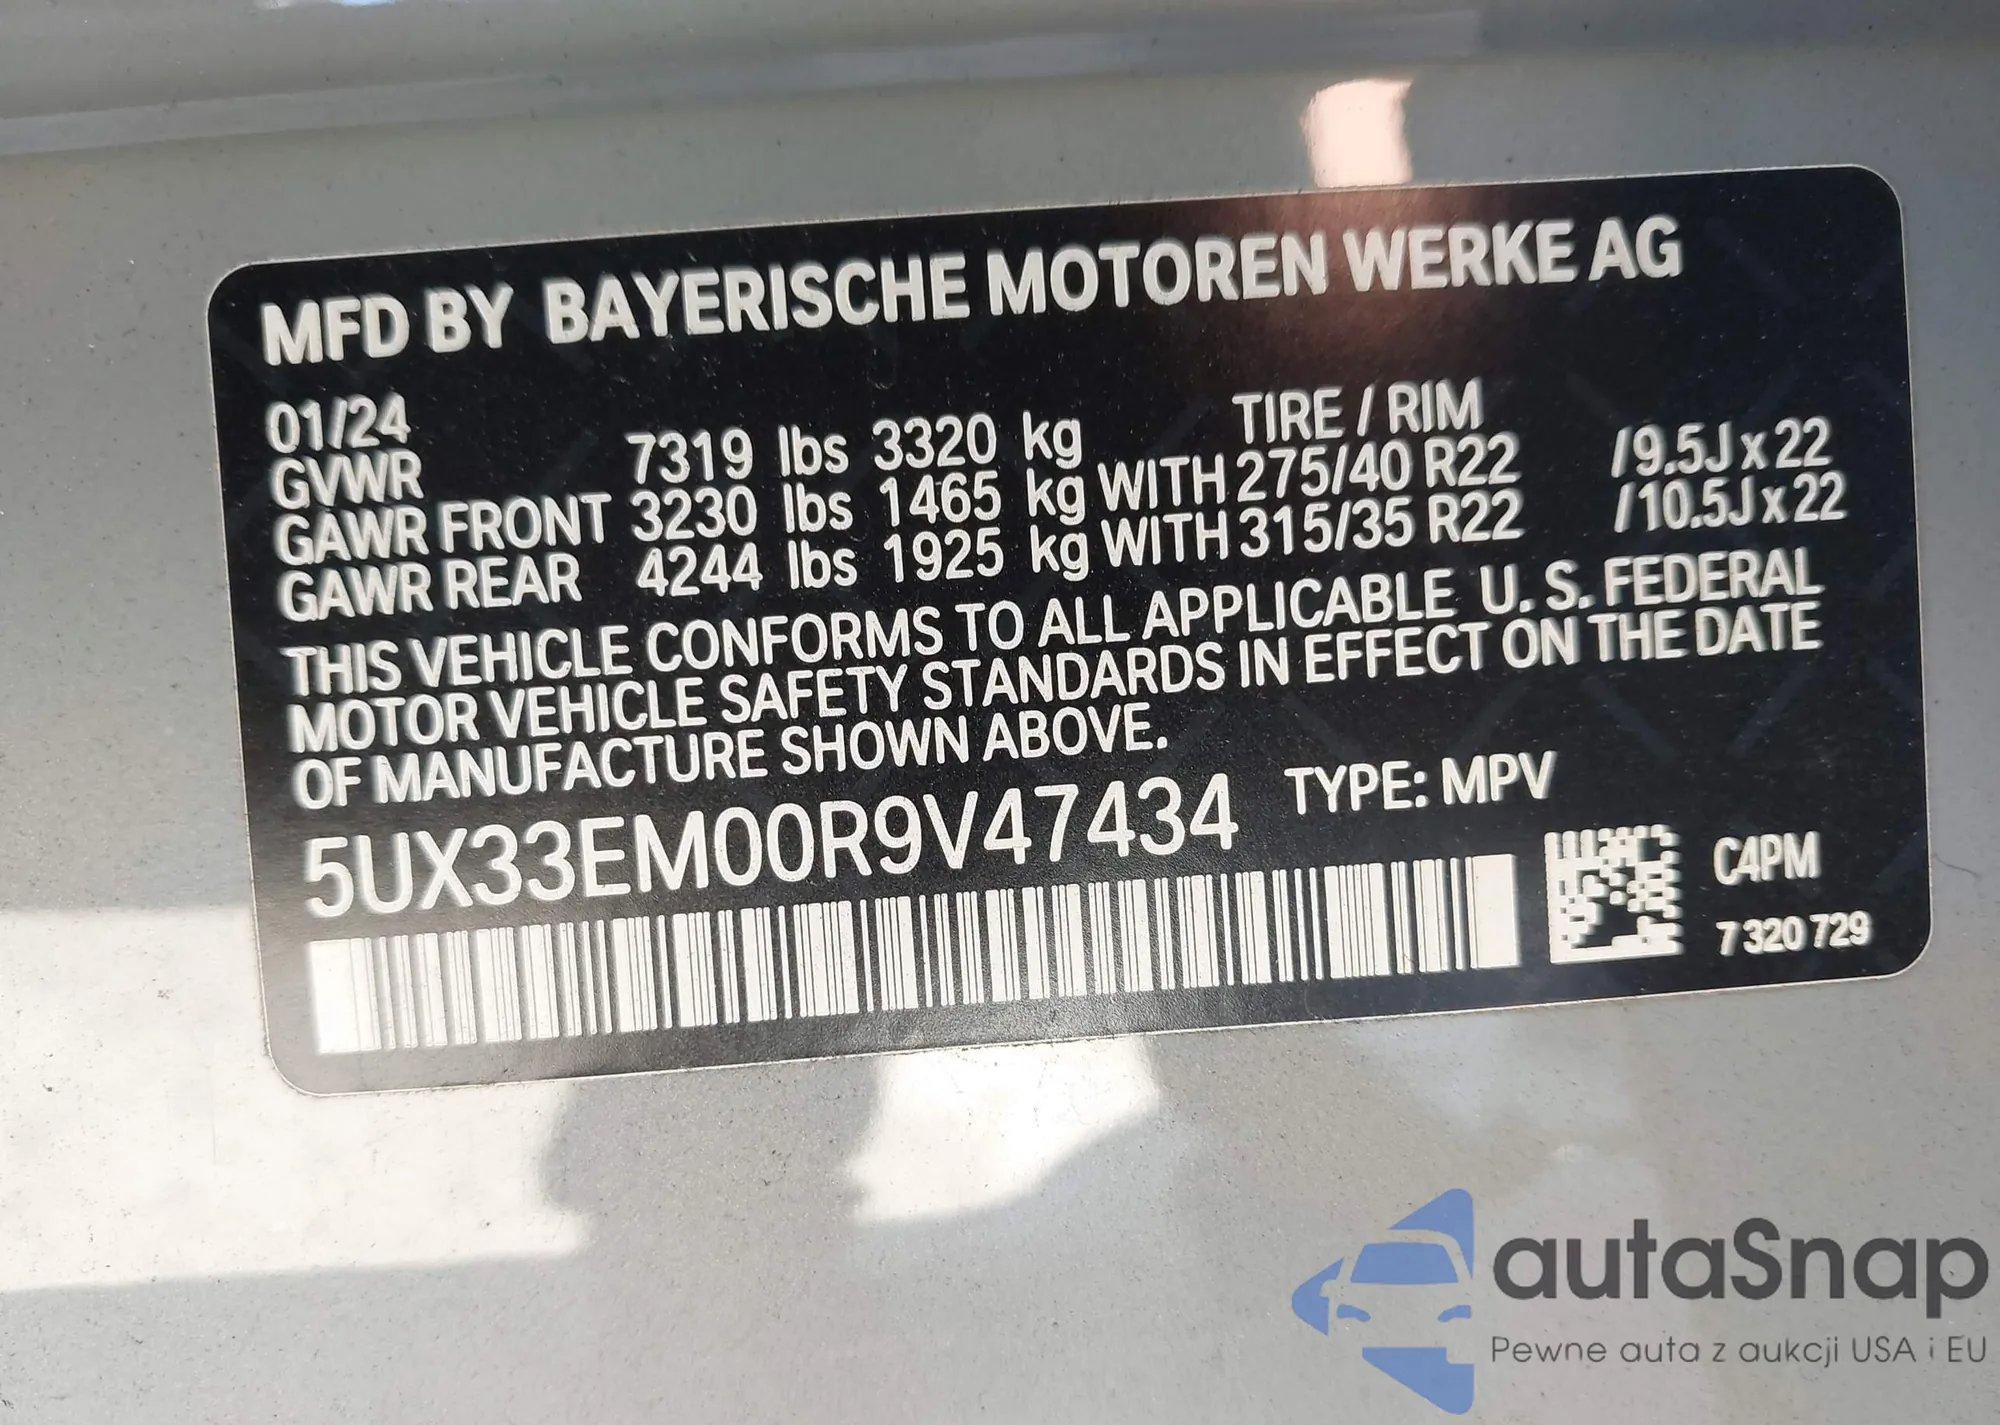 MFD BY BAYERISCHE MOTOREN WERKE AG
01/24 TIRE / RIM
GVWR 7319 lbs 3320 kg
GAWR FRONT 3230 lbs 1465 kg WITH 275/40 R22 /9.5J x 22
GAWR REAR 4244 lbs 1925 kg WITH 315/35 R22 /10.5J x 22
THIS VEHICLE CONFORMS TO ALL APPLICABLE U. S. FEDERAL
MOTOR VEHICLE SAFETY STANDARDS IN EFFECT ON THE DATE
OF MANUFACTURE SHOWN ABOVE.
5UX33EM00R9V47434 TYPE: MPV
C4PM
7 320 729
autaSnap
Pewne auta z aukcji USA i EU